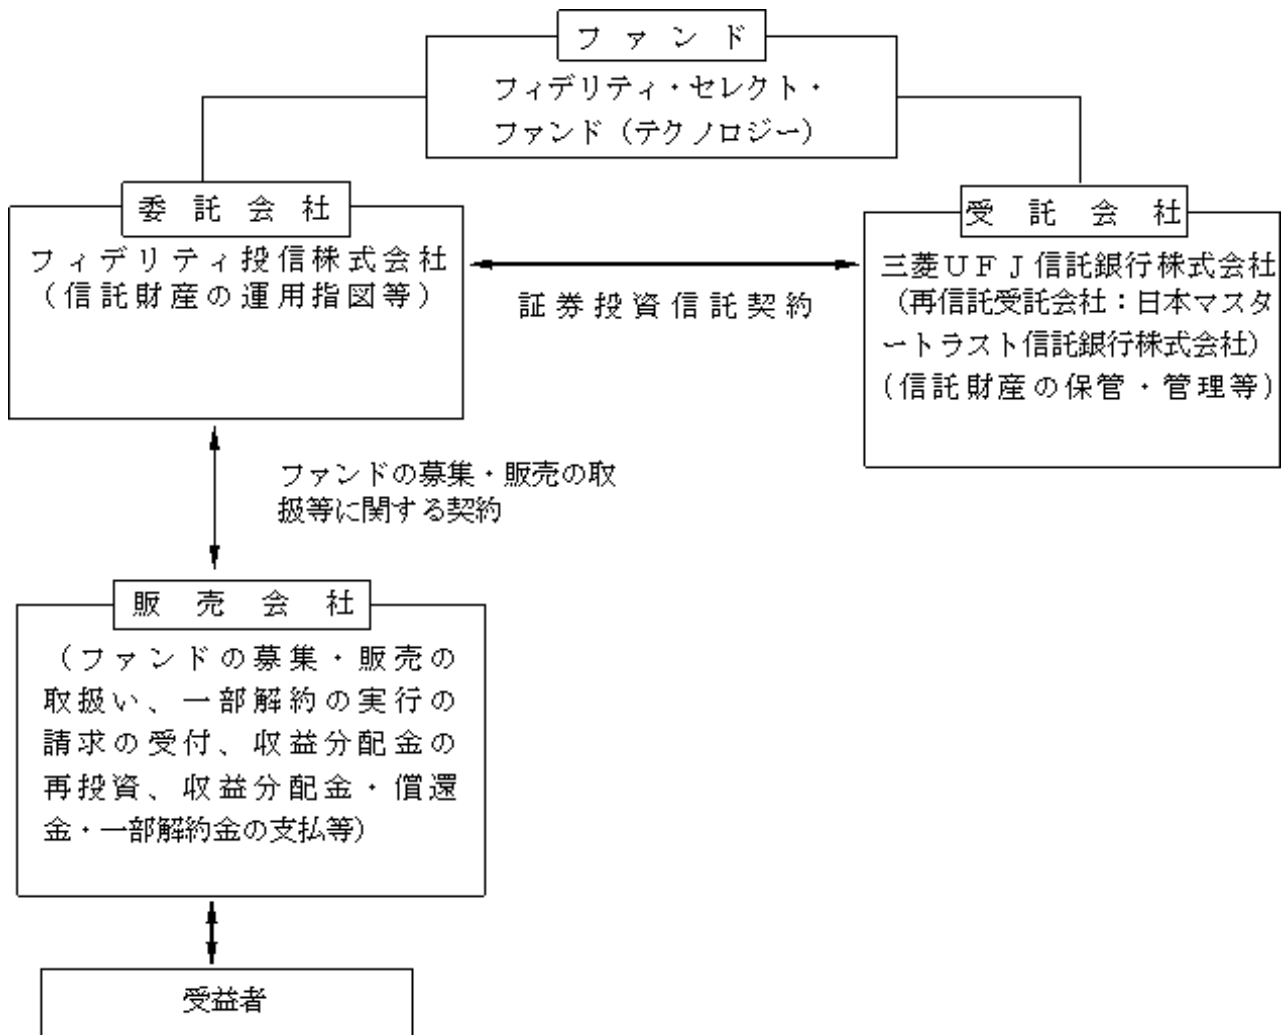 ファンド
フィデリティ・セレクト・
ファンド（テクノロジー）
委託会社
フィデリティ投信株式会社
（信託財産の運用指図等）
証券投資信託契約
受託会社
三菱ＵＦＪ信託銀行株式会社
（再信託受託会社：日本マスタ
ートラスト信託銀行株式会社）
（信託財産の保管・管理等）
ファンドの募集・販売の取
扱等に関する契約
販売会社
（ファンドの募集・販売の
取扱い、一部解約の実行の
請求の受付、収益分配金の
再投資、収益分配金・償還
金・一部解約金の支払等）
受益者